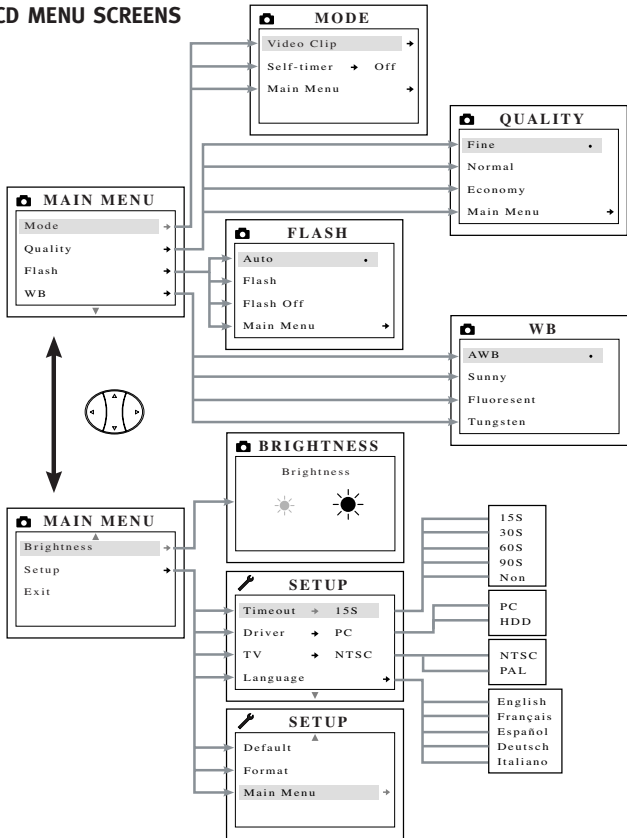 CD MENU SCREENS
MODE
Video Clip
Self-timer Off
Main Menu
QUALITY
Fine
Normal
Economy
Main Menu
MAIN MENU
Mode
Quality
Flash
WB
FLASH
Auto
Flash
Flash Off
Main Menu
WB
AWB
Sunny
Fluoresent
Tungsten
BRIGHTNESS
Brightness
MAIN MENU
Brightness
Setup
Exit
SETUP
Timeout 15S
Driver PC
TV NTSC
Language
15S
30S
60S
90S
Non
PC
HDD
NTSC
PAL
English
Français
Español
Deutsch
Italiano
SETUP
Default
Format
Main Menu